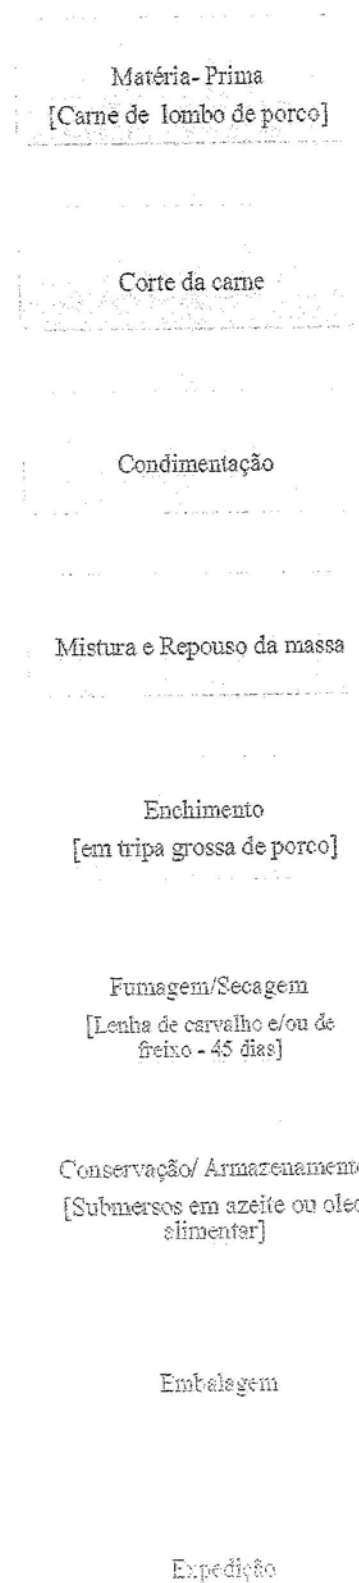 Matéria- Prima
[Carne de lombo de porco]
Corte da carne
Condimentação
Mistura e Repouso da massa
Enchimento
[em tripa grossa de porco]
Fumagem/Secagem
[Lenha de carvalho e/ou de
freixo - 45 dias]
Conservação/ Armazenamento
[Submersos em azeite ou oleo
alimentar]
Embalagem
Expedição